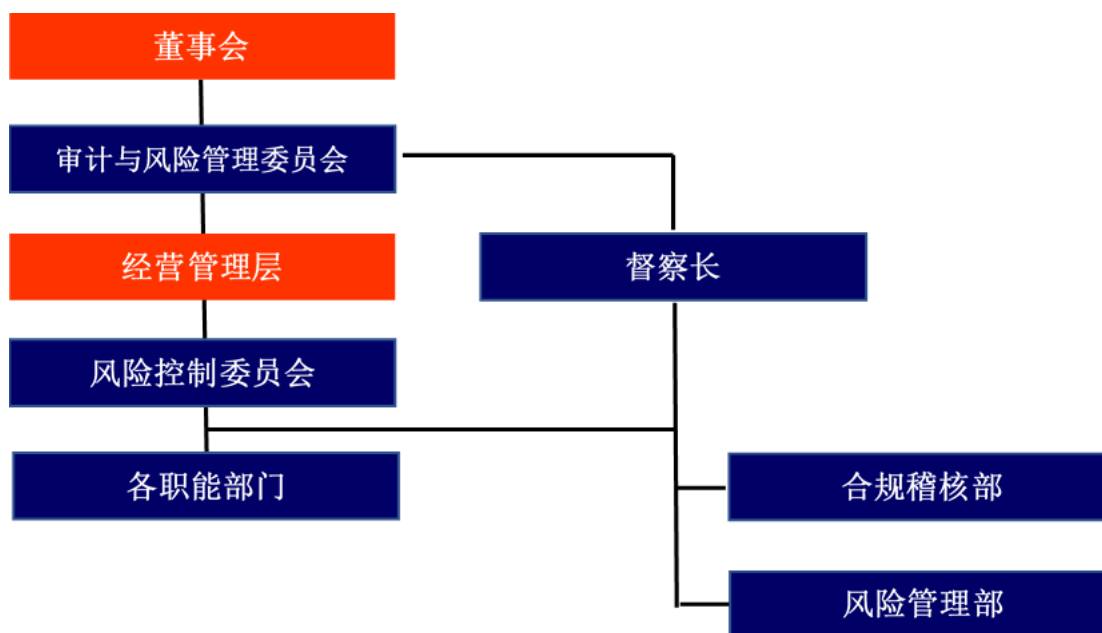 董事会
审计与风险管理委员会
经营管理层
督察长
风险控制委员会
各职能部门
合规稽核部
风险管理部